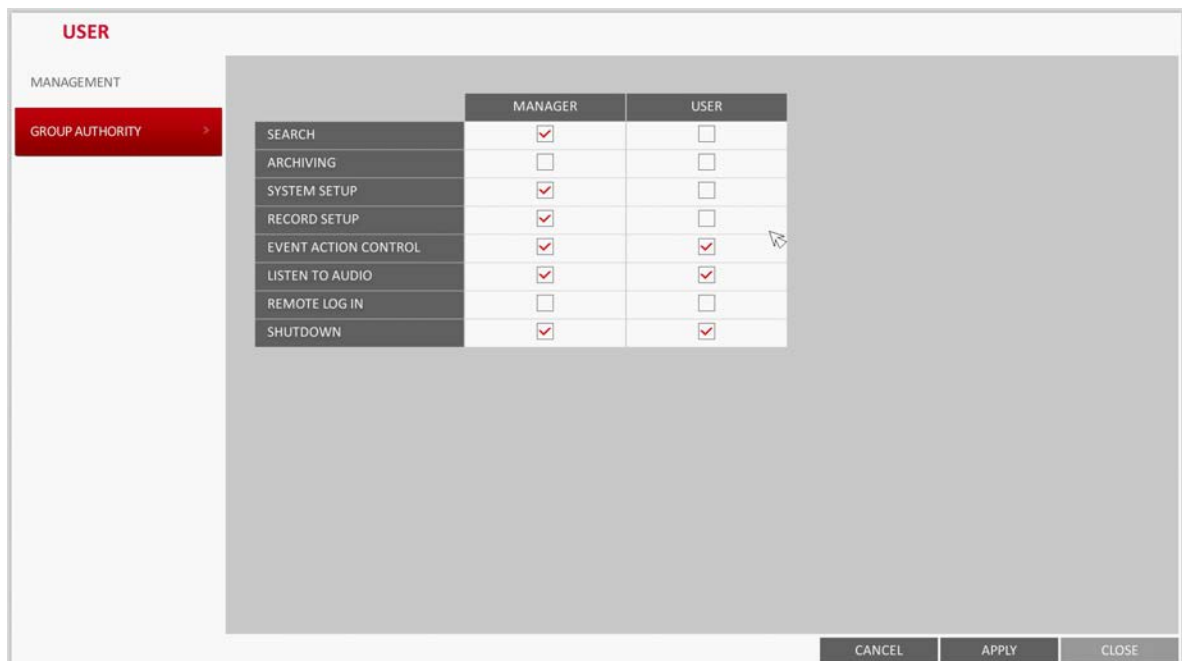 USER
MANAGEMENT
GROUP AUTHORITY >
MANAGER USER
SEARCH
ARCHIVING
SYSTEM SETUP
RECORD SETUP
EVENT ACTION CONTROL
LISTEN TO AUDIO
REMOTE LOG IN
SHUTDOWN
CANCEL APPLY CLOSE